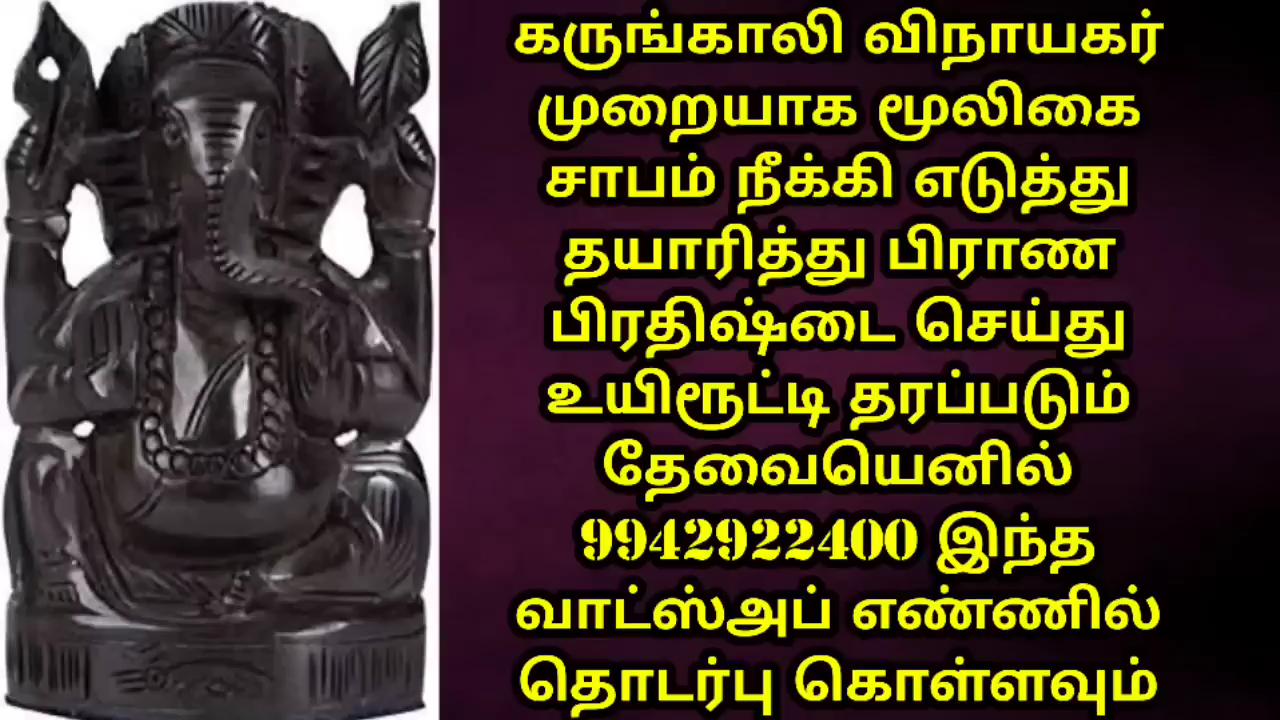 கருங்காலி விநாயகர்
முறையாக மூலிகை
சாபம் நீக்கி எடுத்து
தயாரித்து பிராண
பிரதிஷ்டை செய்து
உயிரூட்டி தரப்படும்
தேவையெனில்
9942922400 இந்த
வாட்ஸ்அப் எண்ணில்
தொடர்பு கொள்ளவும்